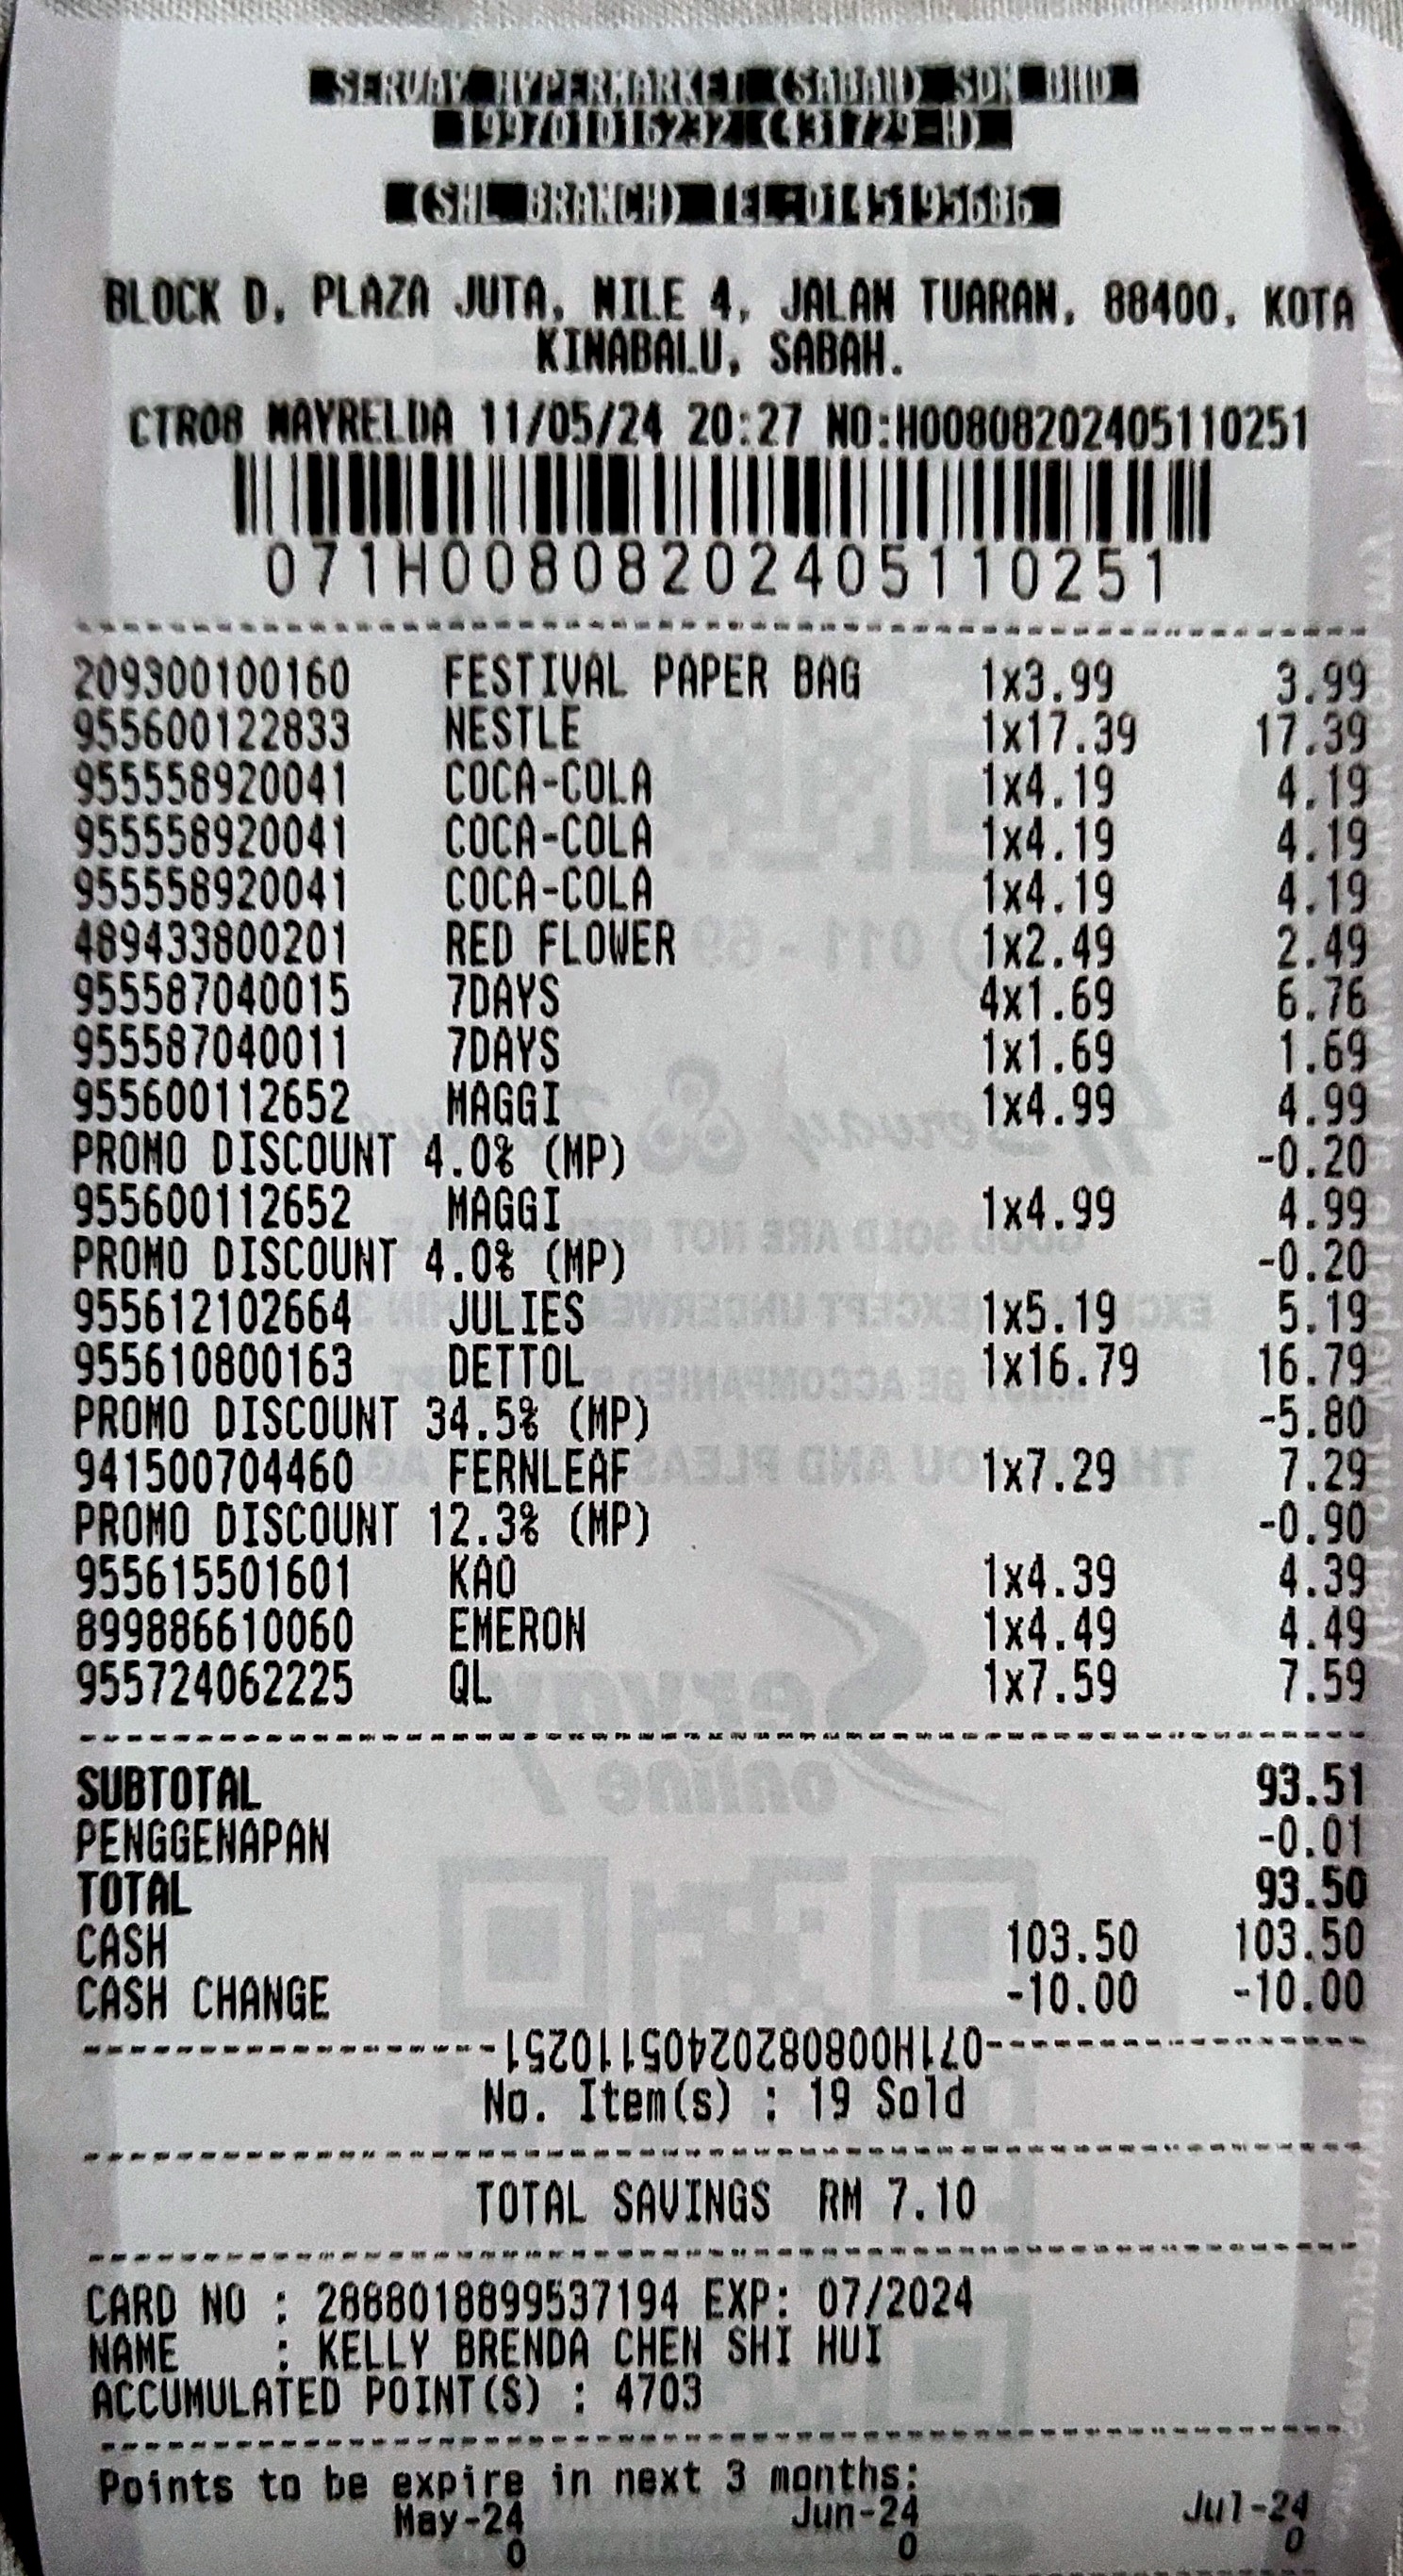 SERVAY HYPERMARKET (SABAH) SDN BHD
199701016232 (431729-H)
(SHL BRANCH) TEL:0145195686
BLOCK D, PLAZA JUTA, MILE 4, JALAN TUARAN, 88400, KOTA
KINABALU, SABAH.
CTR08 MAYRELDA 11/05/24 20:27 NO:H00808202405110251
071H00808202405110251
209300100160 FESTIVAL PAPER BAG 1x3.99 3.99
955600122833 NESTLE 1x17.39 17.39
955558920041 COCA-COLA 1x4.19 4.19
955558920041 COCA-COLA 1x4.19 4.19
955558920041 COCA-COLA 1x4.19 4.19
489433800201 RED FLOWER 1x2.49 2.49
955587040015 7DAYS 4x1.69 6.76
955587040011 7DAYS 1x1.69 1.69
955600112652 MAGGI 1x4.99 4.99
PROMO DISCOUNT 4.0% (MP) -0.20
955600112652 MAGGI 1x4.99 4.99
PROMO DISCOUNT 4.0% (MP) -0.20
955612102664 JULIES 1x5.19 5.19
955610800163 DETTOL 1x16.79 16.79
PROMO DISCOUNT 34.5% (MP) -5.80
941500704460 FERNLEAF 1x7.29 7.29
PROMO DISCOUNT 12.3% (MP) -0.90
955615501601 KAO 1x4.39 4.39
899886610060 EMERON 1x4.49 4.49
955724062225 QL 1x7.59 7.59
SUBTOTAL 93.51
PENGGENAPAN -0.01
TOTAL 93.50
CASH 103.50 103.50
CASH CHANGE -10.00 -10.00
071H00808202405110251
No. Item(s) : 19 Sold
TOTAL SAVINGS RM 7.10
CARD NO : 2888018899537194 EXP: 07/2024
NAME : KELLY BRENDA CHEN SHI HUI
ACCUMULATED POINT(S) : 4703
Points to be expire in next 3 months:
May-24 Jun-24 Jul-24
0 0 0